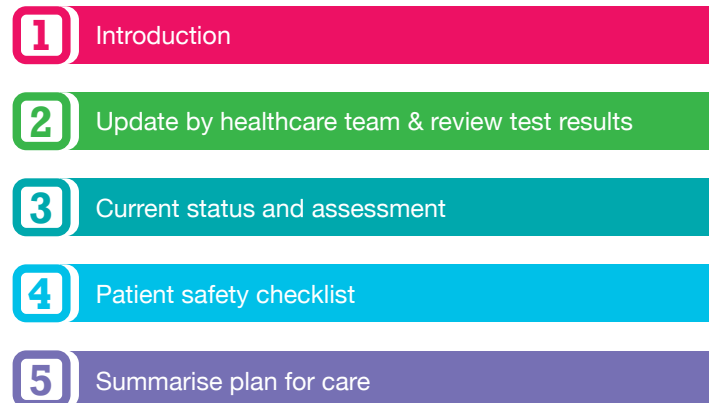 1 Introduction
2 Update by healthcare team & review test results
3 Current status and assessment
4 Patient safety checklist
5 Summarise plan for care